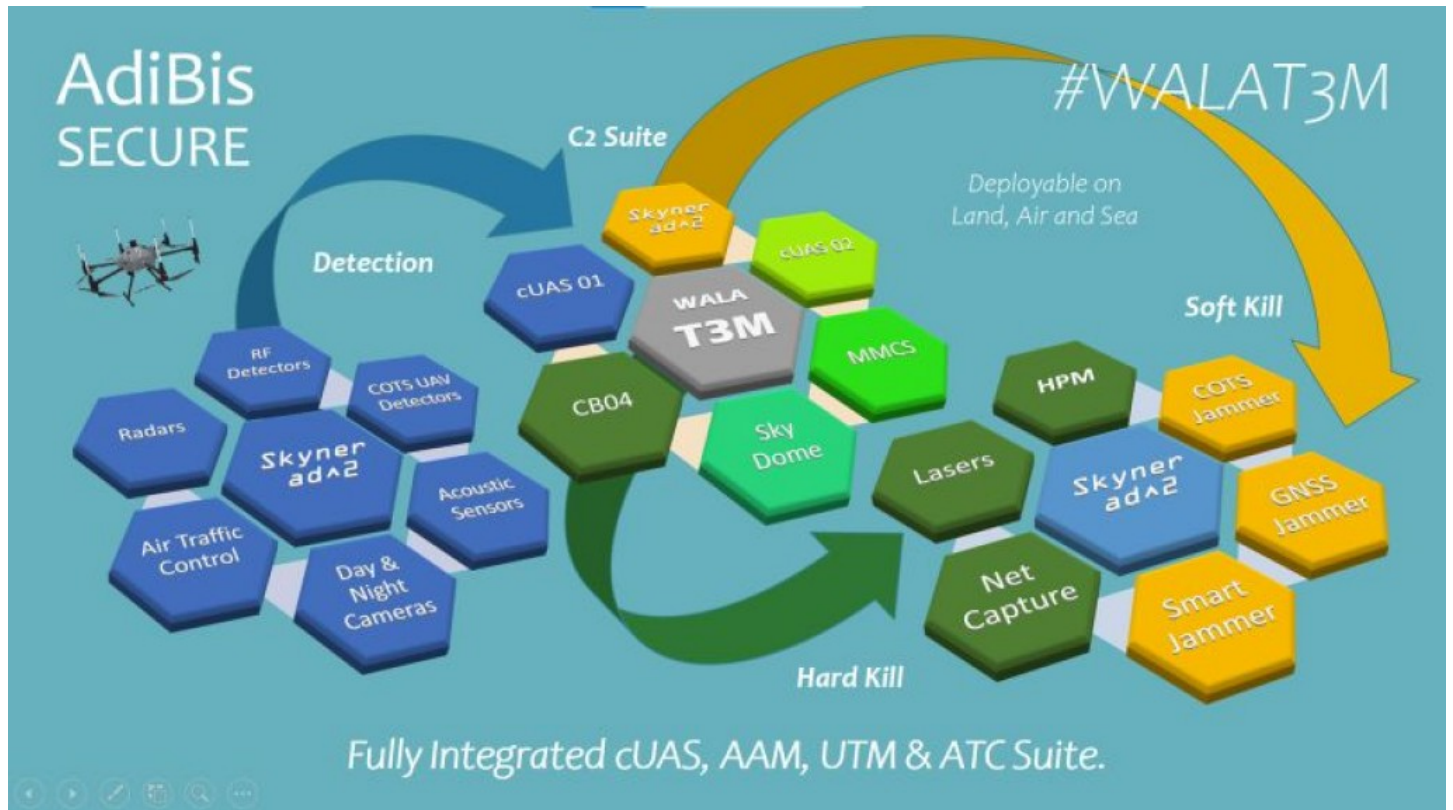 AdiBis
SECURE
#WALAT3M
C2 Suite
Deployable on
Land, Air and Sea
Detection
Soft Kill
Hard Kill
RF
Detectors
COTS UAV
Detectors
Radars
Skyner
ad^2
Acoustic
Sensors
Air Traffic
Control
Day &
Night
Cameras
Skyner
ad^2
cUAS 01
cUAS 02
WALA
T3M
MMCS
CB04
Sky
Dome
HPM
COTS
Jammer
Lasers
Skyner
ad^2
GNSS
Jammer
Net
Capture
Smart
Jammer
Fully Integrated cUAS, AAM, UTM & ATC Suite.